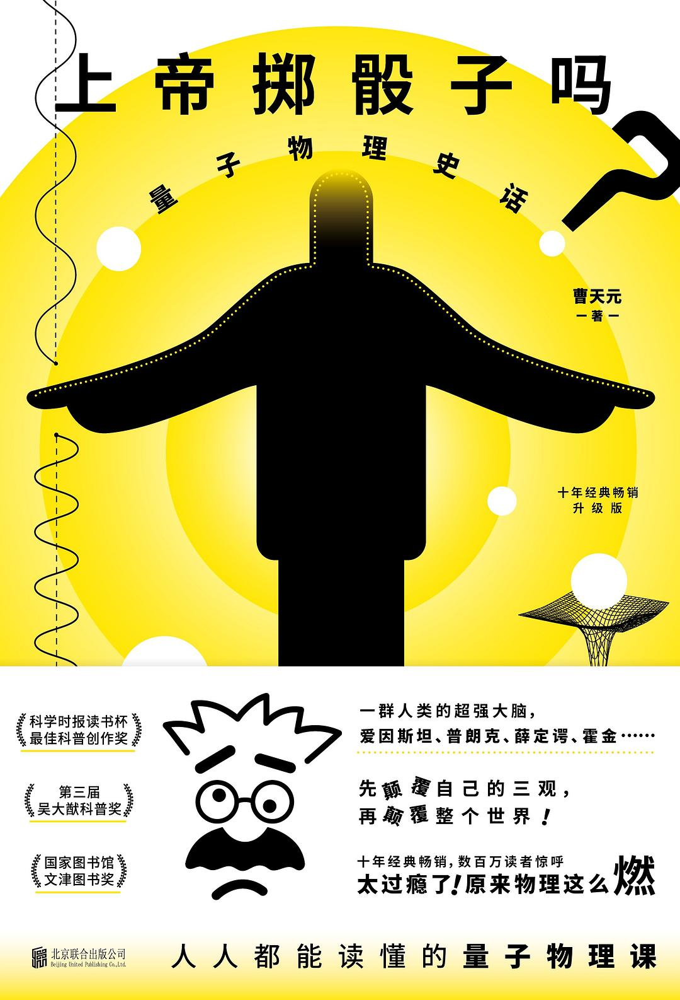 上帝掷骰子吗?
量子物理史话
曹天元
一著一
十年经典畅销
升级版
科学时报读书杯
最佳科普创作奖
第三届
吴大猷科普奖
国家图书馆
文津图书奖
一群人类的超强大脑，
爱因斯坦、普朗克、薛定谔、霍金……
先颠覆自己的三观，
再颠覆整个世界！
十年经典畅销，数百万读者惊呼
太过瘾了！原来物理这么燃
北京联合出版公司
Beijing United Publishing Co.,Ltd.
人人都能读懂的量子物理课